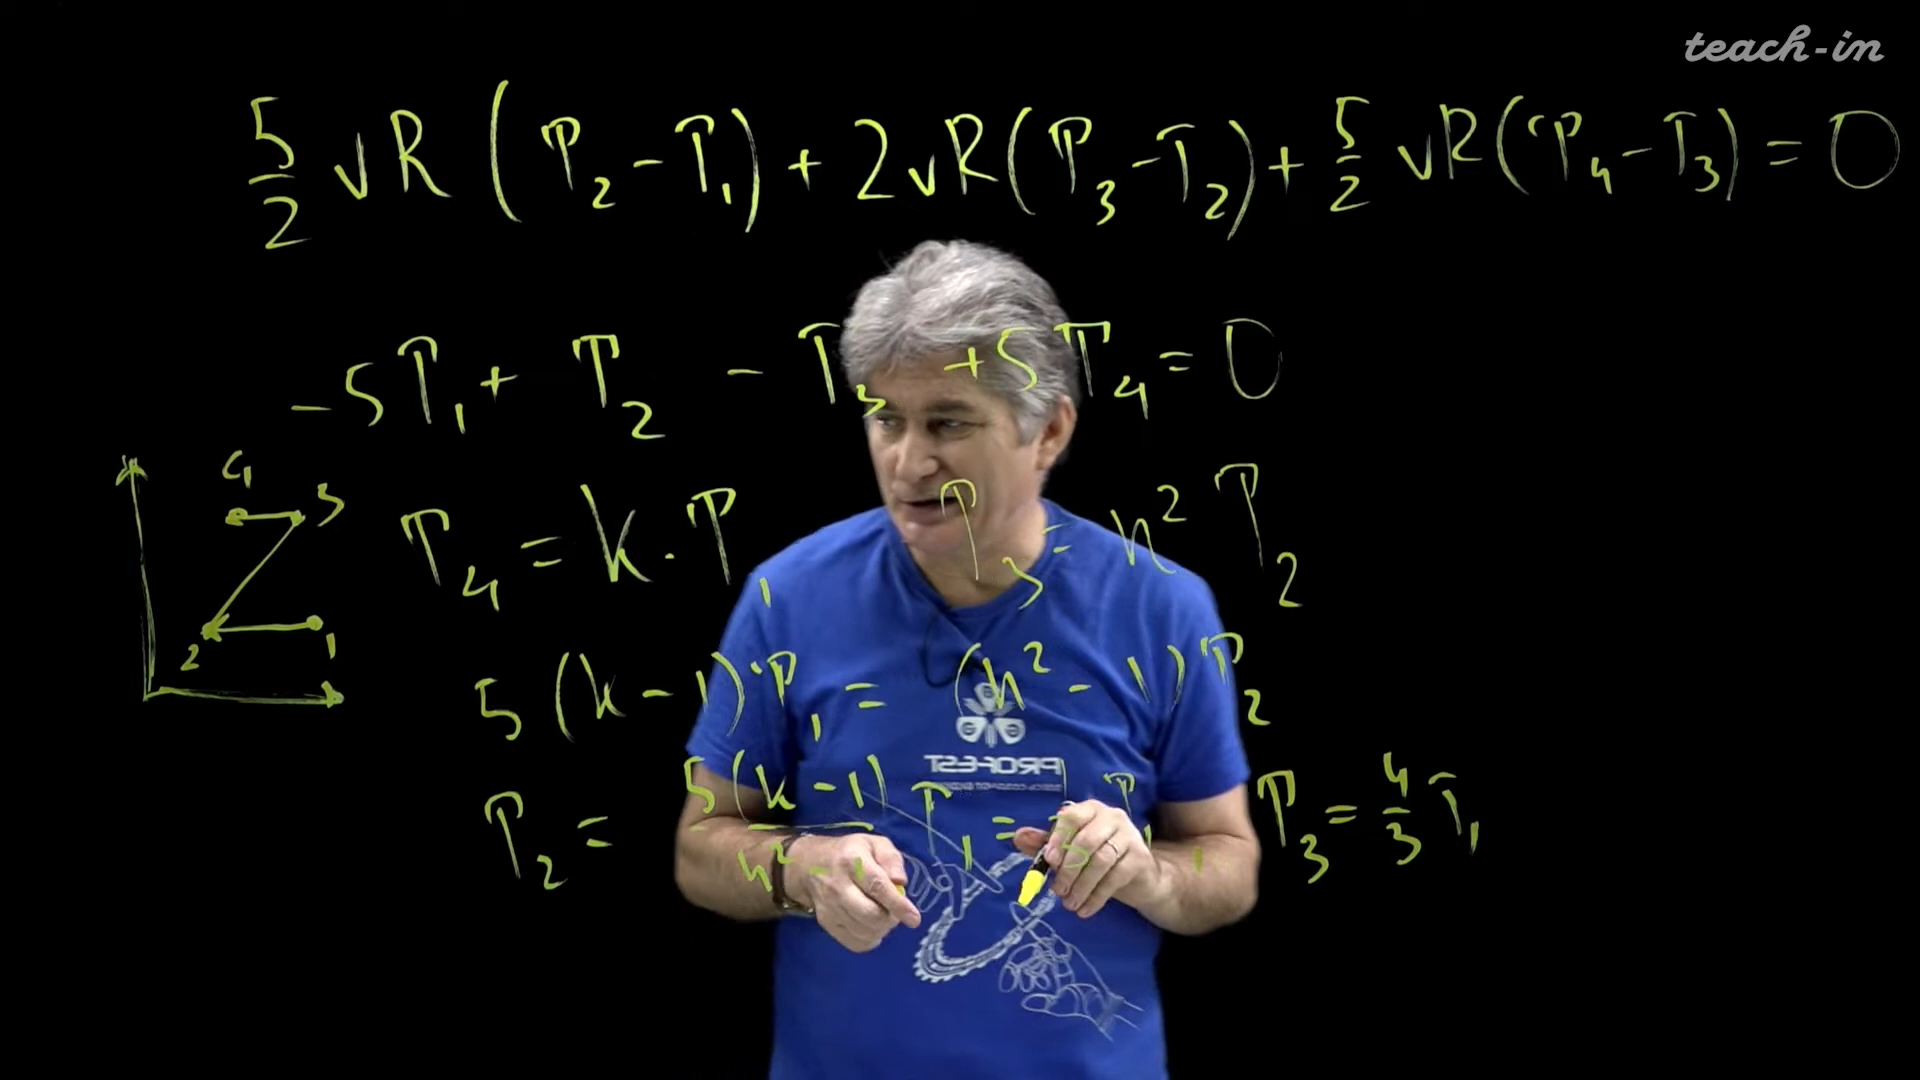 teach-in
5/2 νR (T₂ - T₁) + 2νR (T₃ - T₂) + 5/2 νR (T₄ - T₃) = 0
-5T₁ + T₂ - T₃ + 5T₄ = 0
4 3
2 1
T₄ = k · T₁ T₃ = n² T₂
5 (k - 1) T₁ = (n² - 1) T₂
PROFEST
T₂ = 5(k - 1)/(n² - 1) T₁ = T₁ T₃ = 4/3 T₁